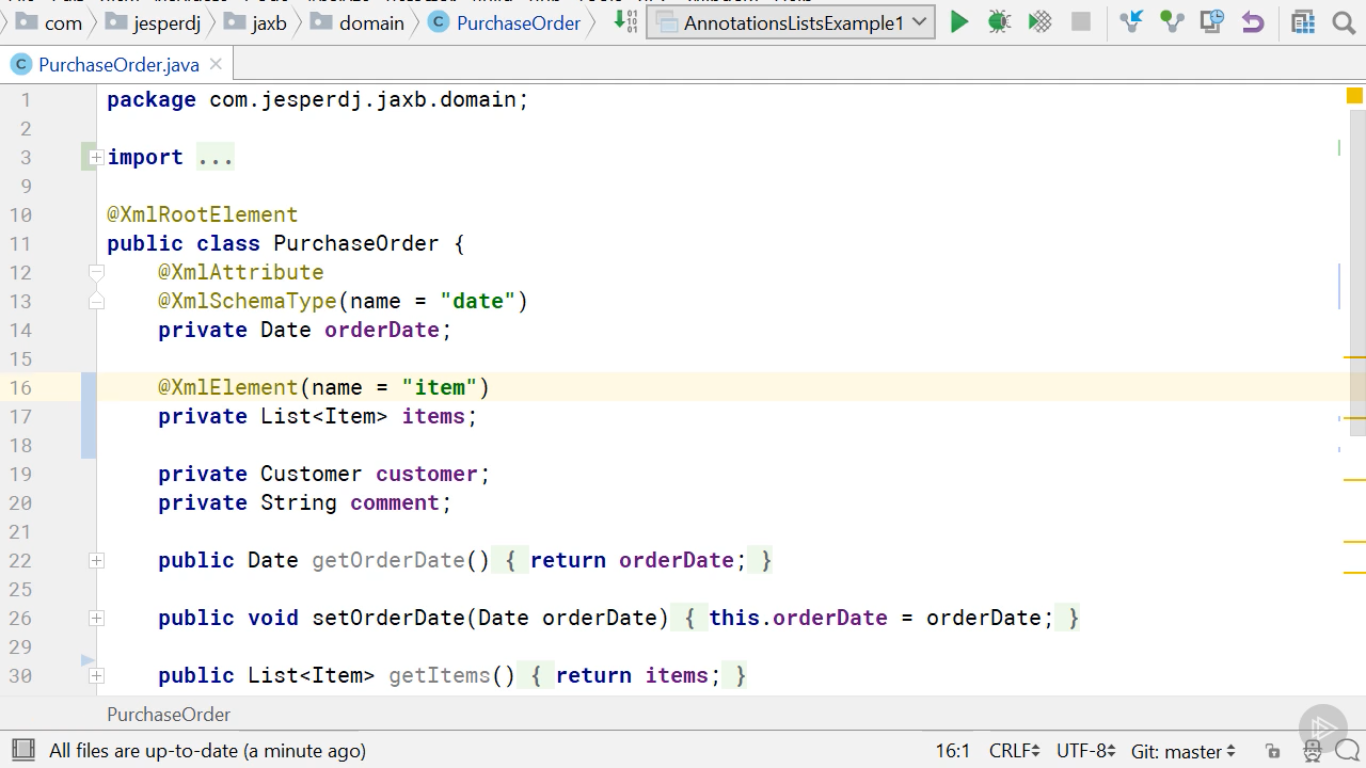 com jesperdj jaxb domain PurchaseOrder AnnotationsListsExample1
PurchaseOrder.java
1 package com.jesperdj.jaxb.domain;
2
3 import ...
9
10 @XmlRootElement
11 public class PurchaseOrder {
12 @XmlAttribute
13 @XmlSchemaType(name = "date")
14 private Date orderDate;
15
16 @XmlElement(name = "item")
17 private List<Item> items;
18
19 private Customer customer;
20 private String comment;
21
22 public Date getOrderDate() { return orderDate; }
25
26 public void setOrderDate(Date orderDate) { this.orderDate = orderDate; }
29
30 public List<Item> getItems() { return items; }
PurchaseOrder
All files are up-to-date (a minute ago) 16:1 CRLF UTF-8 Git: master